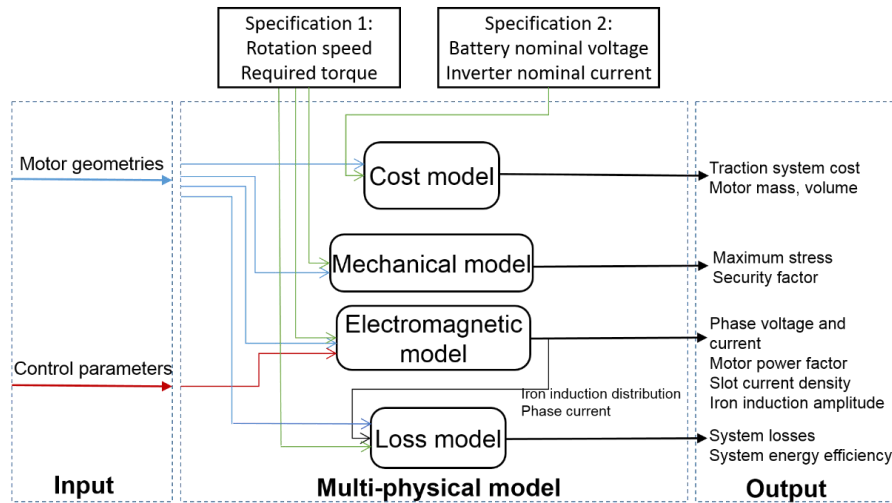 Specification 1:
Rotation speed
Required torque
Specification 2:
Battery nominal voltage
Inverter nominal current
Motor geometries
Cost model
Traction system cost
Motor mass, volume
Mechanical model
Maximum stress
Security factor
Electromagnetic
model
Phase voltage and
current
Motor power factor
Slot current density
Iron induction amplitude
Control parameters
Iron induction distribution
Phase current
Loss model
System losses
System energy efficiency
Input
Multi-physical model
Output